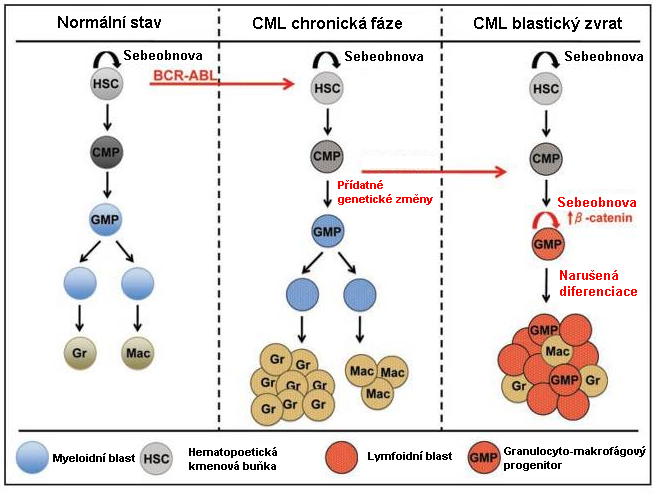 Normální stav
CML chronická fáze
CML blastický zvrat
Sebeobnova
HSC
BCR-ABL
CMP
GMP
Gr
Mac
Sebeobnova
HSC
CMP
Přídatné
genetické změny
GMP
Gr
Gr
Gr
Gr
Gr
Gr
Gr
Gr
Mac
Mac
Mac
Sebeobnova
HSC
CMP
Sebeobnova
↑β-catenin
GMP
Narušená
diferenciace
GMP
Mac
Gr
GMP
Gr
Myeloidní blast
HSC
Hematopoetická
kmenová buňka
Lymfoidní blast
GMP
Granulocyto-makrofágový
progenitor